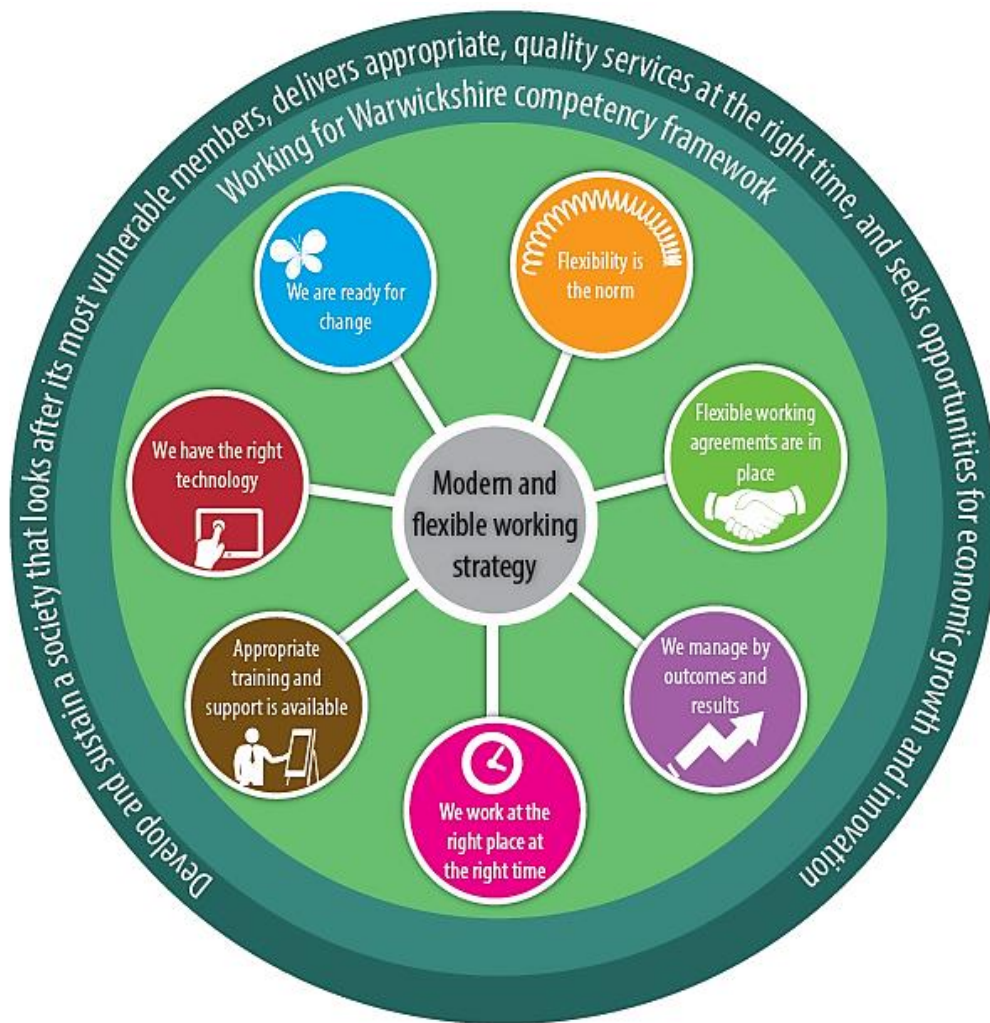 Develop and sustain a society that looks after its most vulnerable members, delivers appropriate, quality services at the right time, and seeks opportunities for economic growth and innovation
Working for Warwickshire competency framework
We are ready for
change
Flexibility is
the norm
We have the right
technology
Flexible working
agreements are in
place
Modern and
flexible working
strategy
Appropriate
training and
support is available
We manage by
outcomes and
results
We work at the
right place at
the right time